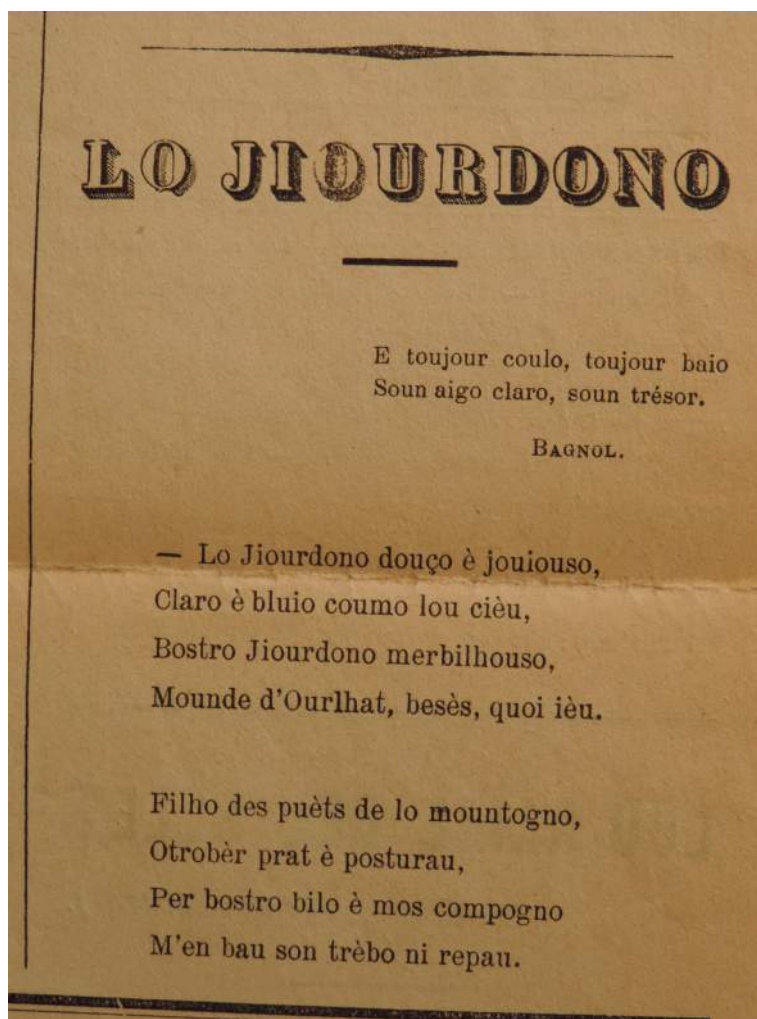 LO JIOURDONO
E toujour coulo, toujour baio
Soun aigo claro, soun trésor.
BAGNOL.
— Lo Jiourdono douço è jouiouso,
Claro è bluio coumo lou cièu,
Bostro Jiourdono merbilhouso,
Mounde d'Ourlhat, besès, quoi ièu.
Filho des puèts de lo mountogno,
Otrobèr prat è posturau,
Per bostro bilo è mos compogno
M'en bau son trèbo ni repau.